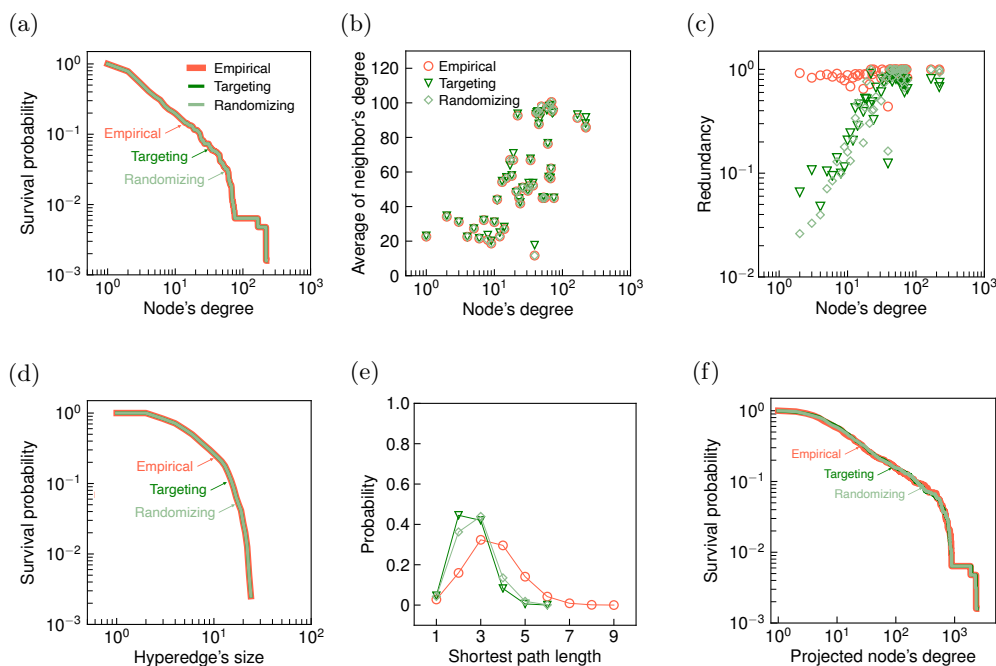 (a)
Survival probability
10^0
10^-1
10^-2
10^-3
Empirical
Targeting
Randomizing
Empirical
Targeting
Randomizing
10^0
10^1
10^2
10^3
Node's degree
(b)
Average of neighbor's degree
120
100
80
60
40
20
0
Empirical
Targeting
Randomizing
10^0
10^1
10^2
10^3
Node's degree
(c)
Redundancy
10^0
10^-1
10^-2
10^0
10^1
10^2
10^3
Node's degree
(d)
Survival probability
10^0
10^-1
10^-2
10^-3
Empirical
Targeting
Randomizing
10^0
10^1
10^2
Hyperedge's size
(e)
Probability
1.0
0.8
0.6
0.4
0.2
0
1
3
5
7
9
Shortest path length
(f)
Survival probability
10^0
10^-1
10^-2
10^-3
Empirical
Targeting
Randomizing
10^0
10^1
10^2
10^3
Projected node's degree